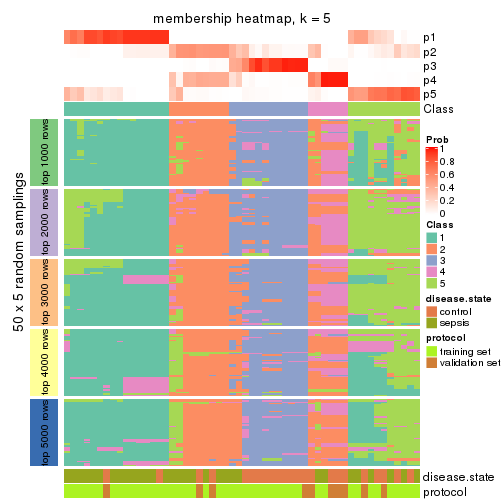 membership heatmap, k = 5
p1
p2
p3
p4
p5
Class
50 x 5 random samplings
top 1000 rows
top 2000 rows
top 3000 rows
top 4000 rows
top 5000 rows
disease.state
protocol
Prob
1
0.8
0.6
0.4
0.2
0
Class
1
2
3
4
5
disease.state
control
sepsis
protocol
training set
validation set